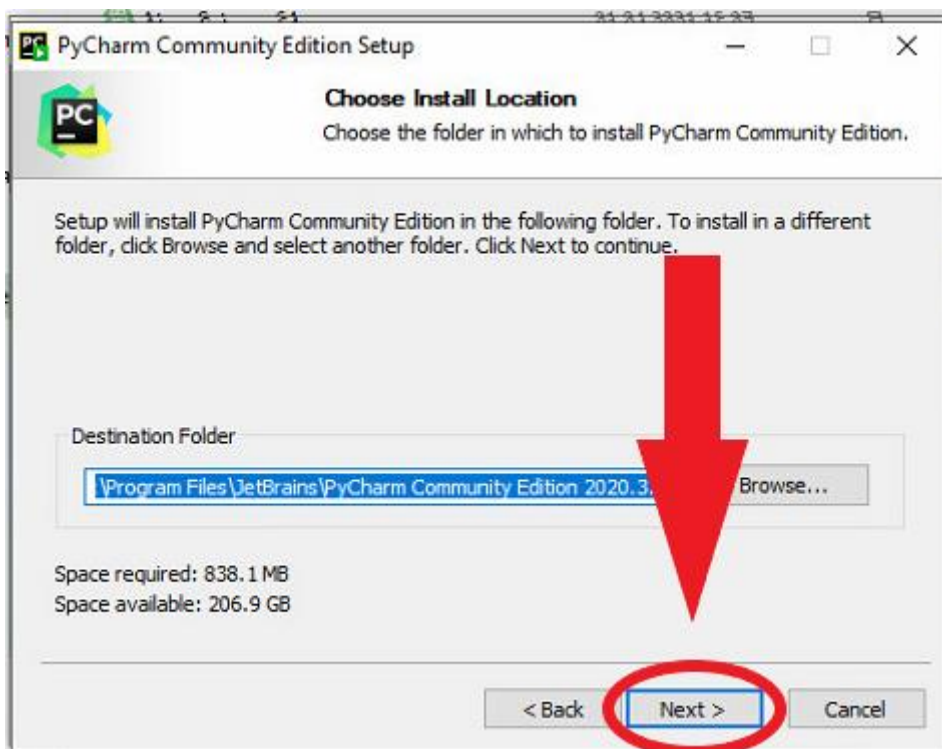 PyCharm Community Edition Setup
PC
Choose Install Location
Choose the folder in which to install PyCharm Community Edition.
Setup will install PyCharm Community Edition in the following folder. To install in a different
folder, click Browse and select another folder. Click Next to continue.
Destination Folder
:\Program Files\JetBrains\PyCharm Community Edition 2020.3. Browse...
Space required: 838.1 MB
Space available: 206.9 GB
< Back Next > Cancel